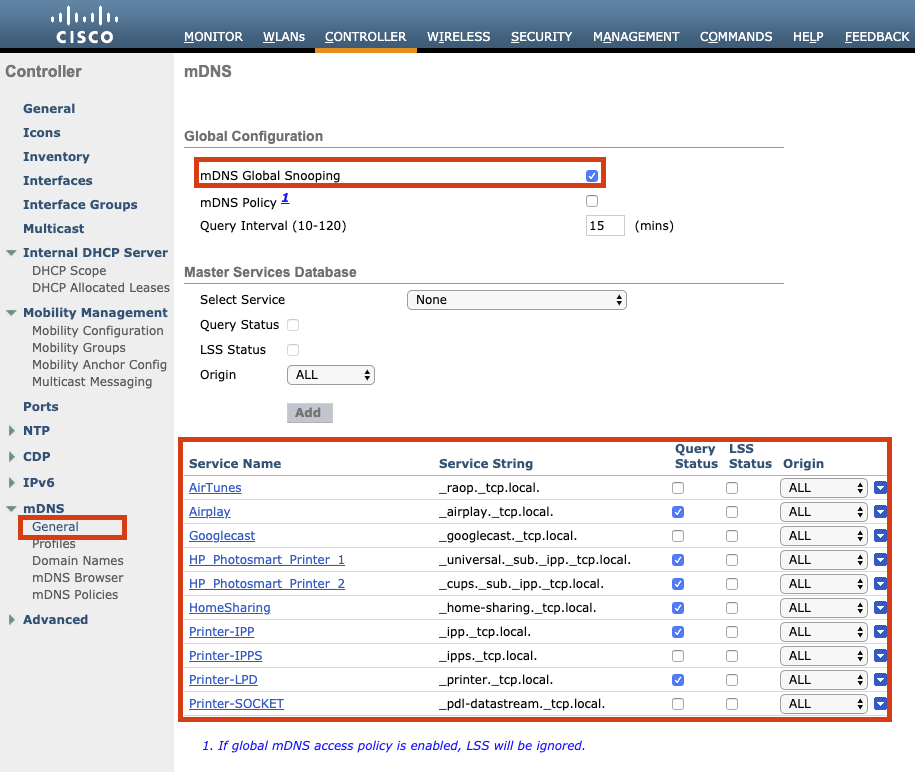 CISCO
MONITOR WLANs CONTROLLER WIRELESS SECURITY MANAGEMENT COMMANDS HELP FEEDBACK
Controller
General
Icons
Inventory
Interfaces
Interface Groups
Multicast
Internal DHCP Server
DHCP Scope
DHCP Allocated Leases
Mobility Management
Mobility Configuration
Mobility Groups
Mobility Anchor Config
Multicast Messaging
Ports
NTP
CDP
IPv6
mDNS
General
Profiles
Domain Names
mDNS Browser
mDNS Policies
Advanced
mDNS
Global Configuration
mDNS Global Snooping
mDNS Policy 1
Query Interval (10-120) 15 (mins)
Master Services Database
Select Service None
Query Status
LSS Status
Origin ALL
Add
Service Name Service String Query Status LSS Status Origin
AirTunes _raop._tcp.local. ALL
Airplay _airplay._tcp.local. ALL
Googlecast _googlecast._tcp.local. ALL
HP_Photosmart_Printer_1 _universal._sub._ipp._tcp.local. ALL
HP_Photosmart_Printer_2 _cups._sub._ipp._tcp.local. ALL
HomeSharing _home-sharing._tcp.local. ALL
Printer-IPP _ipp._tcp.local. ALL
Printer-IPPS _ipps._tcp.local. ALL
Printer-LPD _printer._tcp.local. ALL
Printer-SOCKET _pdl-datastream._tcp.local. ALL
1. If global mDNS access policy is enabled, LSS will be ignored.